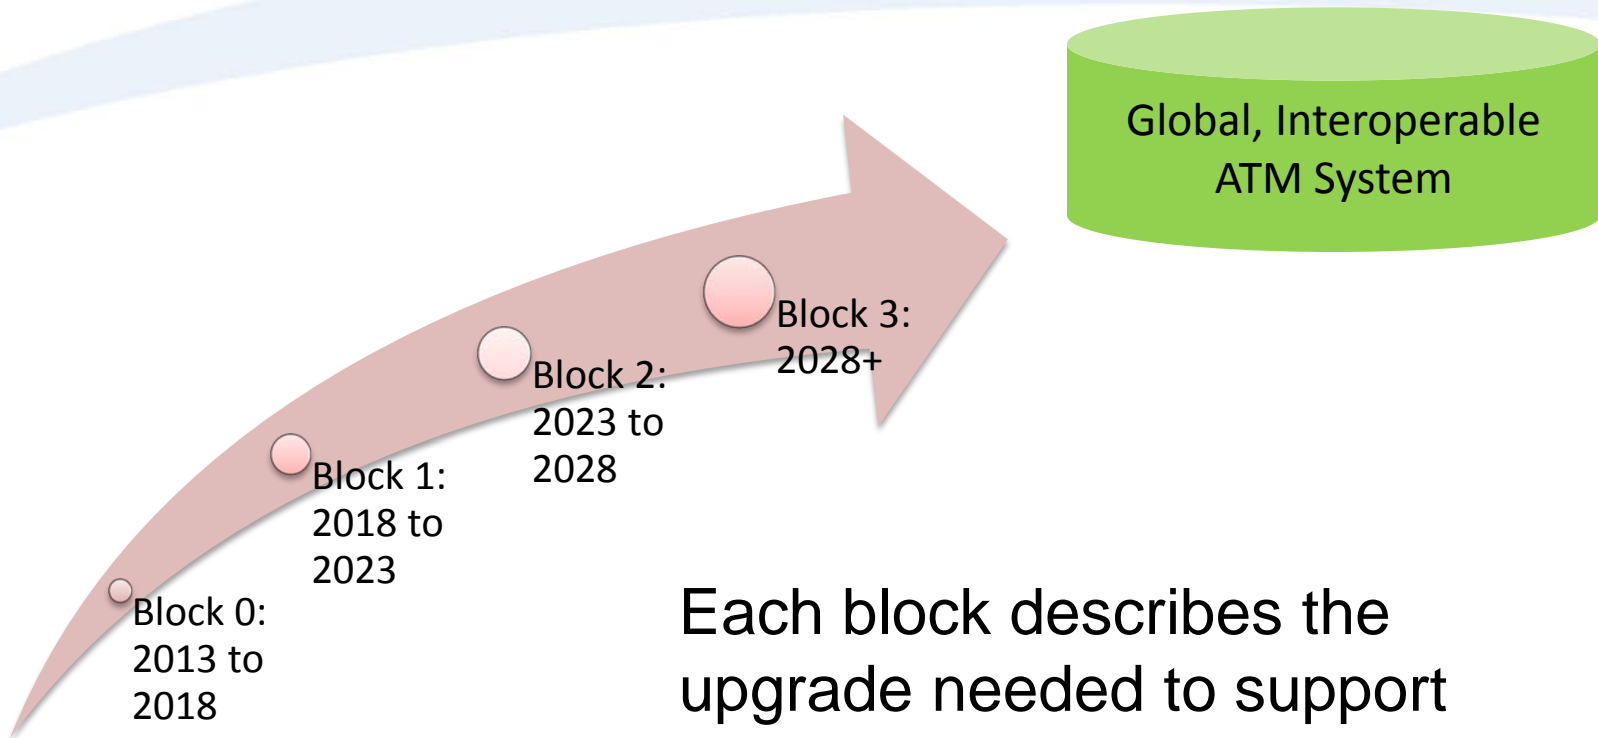 Global, Interoperable
ATM System
Block 3:
2028+
Block 2:
2023 to
2028
Block 1:
2018 to
2023
Block 0:
2013 to
2018
Each block describes the
upgrade needed to support